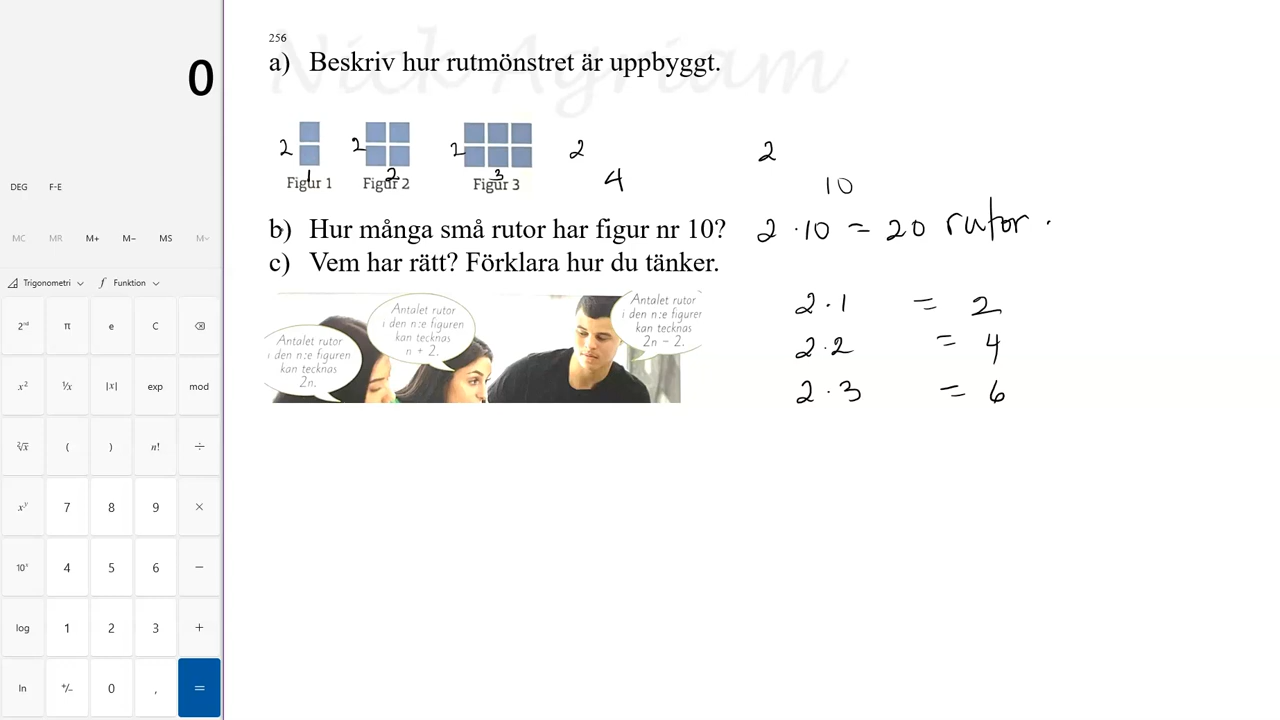 0
DEG F-E
MC MR M+ M− MS M˅
Trigonometri Funktion
2ⁿᵈ π e C
x² ¹/x |x| exp mod
²√x ( ) n! ÷
xʸ 7 8 9 ×
10ˣ 4 5 6 −
log 1 2 3 +
ln +/− 0 , =
256
Nick Agriam
a) Beskriv hur rutmönstret är uppbyggt.
2 2 2 2 2
1 2 3 4 10
Figur 1 Figur 2 Figur 3
b) Hur många små rutor har figur nr 10? 2 · 10 = 20 rutor.
c) Vem har rätt? Förklara hur du tänker.
Antalet rutor
i den n:e figuren
kan tecknas
2n.
Antalet rutor
i den n:e figuren
kan tecknas
n + 2.
Antalet rutor
i den n:e figurer
kan tecknas
2n − 2.
2 · 1 = 2
2 · 2 = 4
2 · 3 = 6